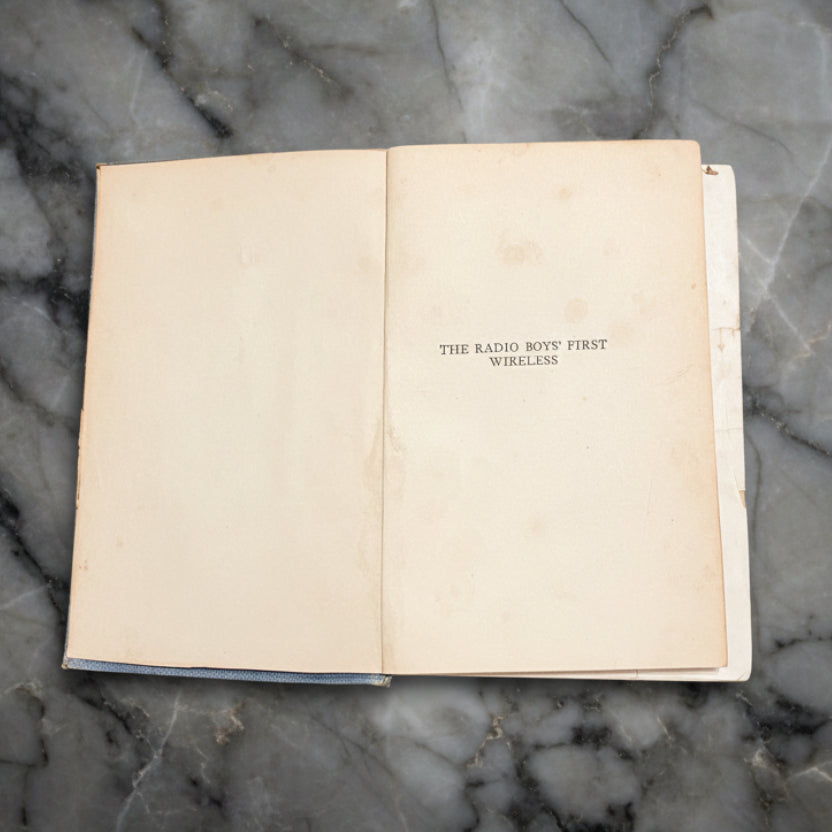 THE RADIO BOYS' FIRST
WIRELESS